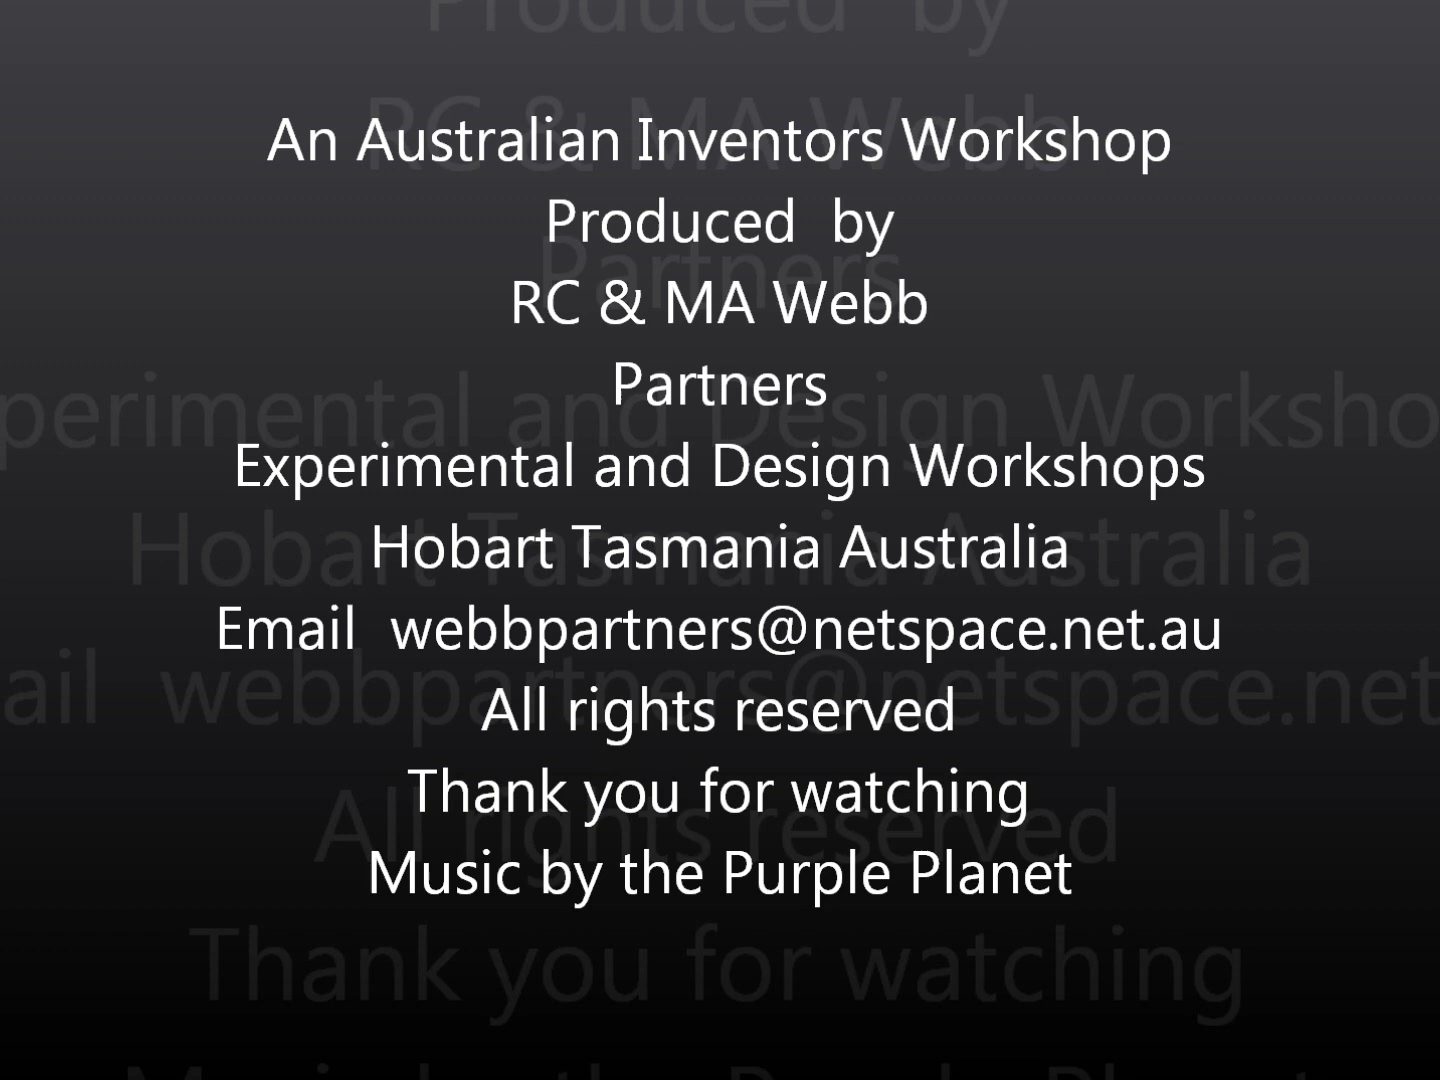 An Australian Inventors Workshop
Produced  by
RC & MA Webb
Partners
Experimental and Design Workshops
Hobart Tasmania Australia
Email  webbpartners@netspace.net.au
All rights reserved
Thank you for watching
Music by the Purple Planet